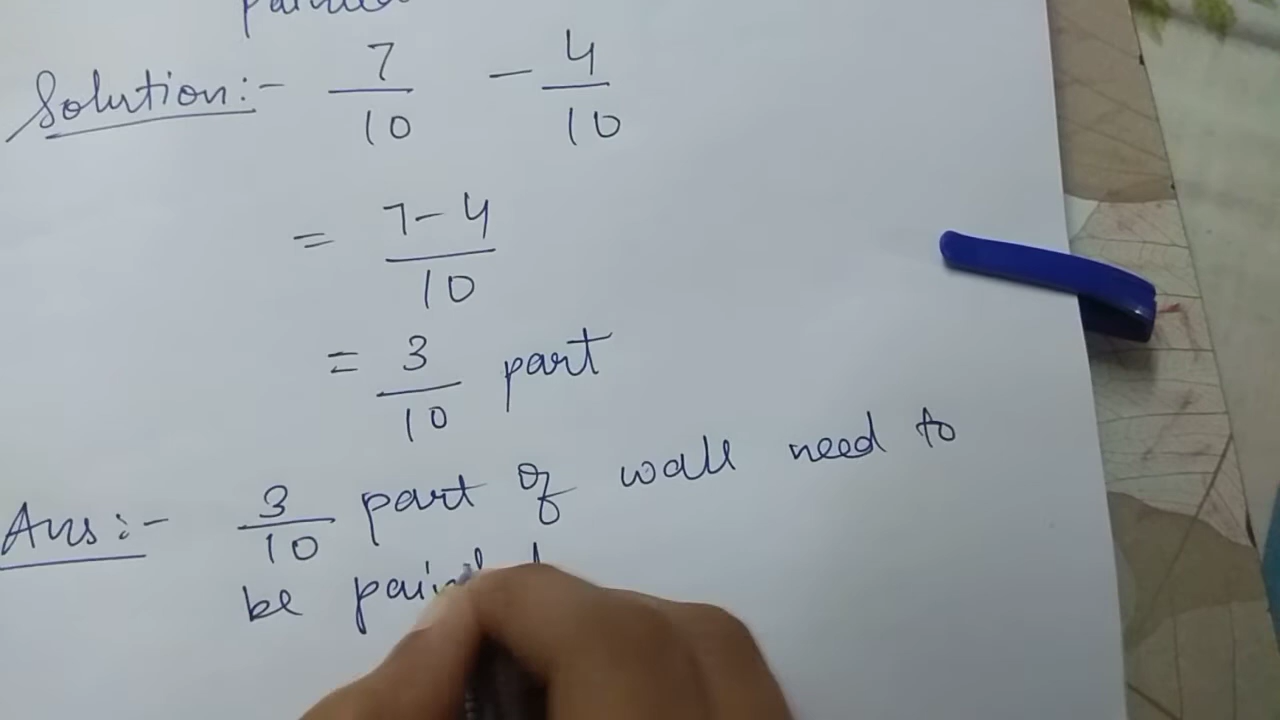 Solution:- 7/10 - 4/10
= 7-4/10
= 3/10 part
Ans:- 3/10 part of wall need to
be